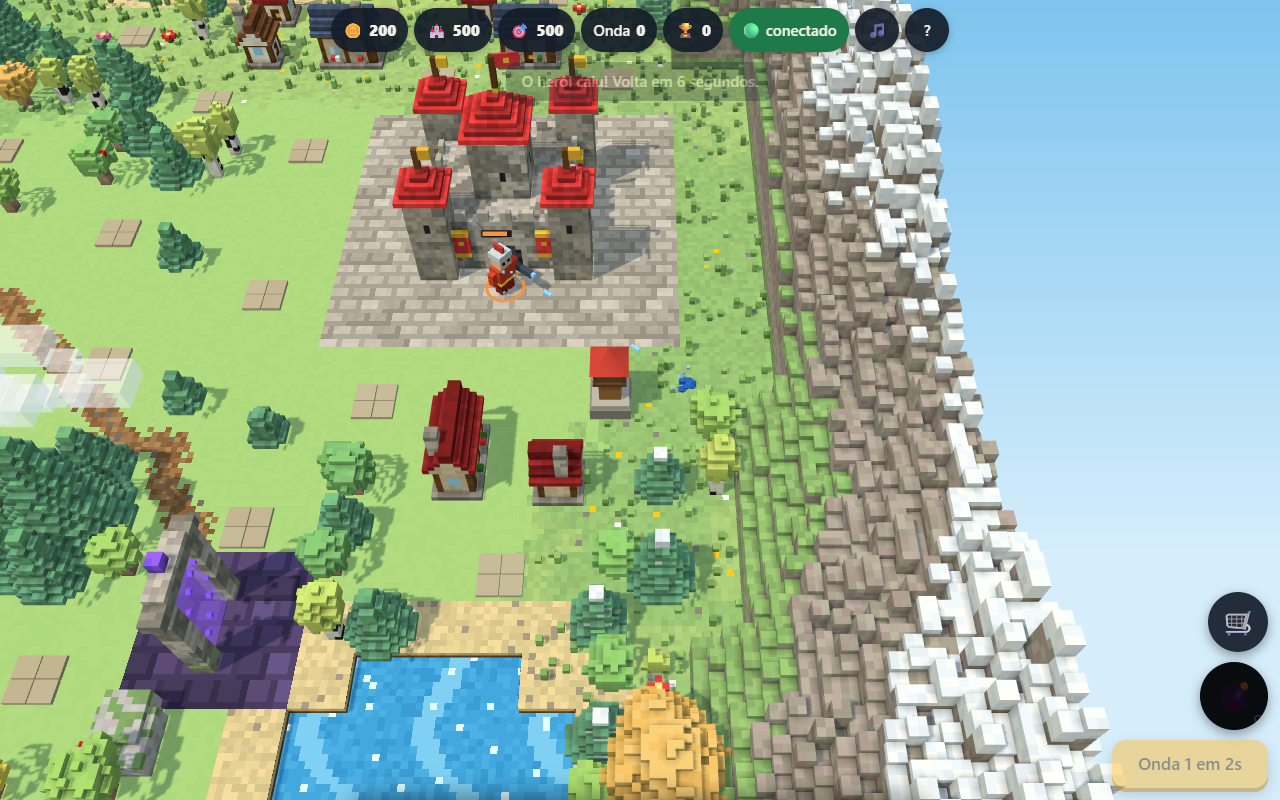 200
500
500
Onda 0
0
conectado
?
O herói caiu! Volta em 6 segundos.
Onda 1 em 2s